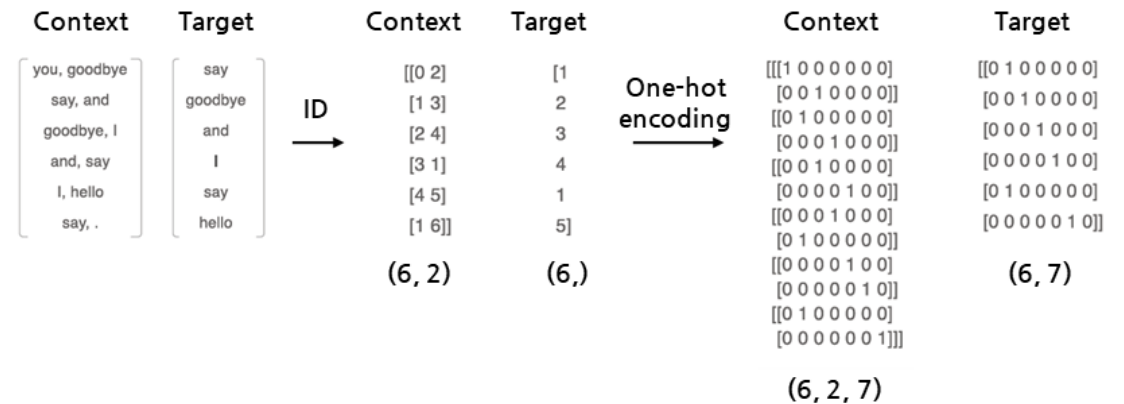 Context Target Context Target Context Target
you, goodbye say [[0 2] [1 [[[1 0 0 0 0 0 0] [[0 1 0 0 0 0 0]
say, and goodbye [1 3] 2 [0 0 1 0 0 0 0]] [0 0 1 0 0 0 0]
goodbye, I and [2 4] 3 [[0 1 0 0 0 0 0] [0 0 0 1 0 0 0]
and, say I [3 1] 4 [0 0 0 1 0 0 0]] [0 0 0 0 1 0 0]
I, hello say [4 5] 1 [[0 0 1 0 0 0 0] [0 1 0 0 0 0 0]
say, . hello [1 6]] 5] [0 0 0 0 1 0 0]] [0 0 0 0 0 1 0]]
ID
One-hot
encoding
[[0 0 0 1 0 0 0]
[0 1 0 0 0 0 0]]
[[0 0 0 0 1 0 0]
[0 0 0 0 0 1 0]]
[[0 1 0 0 0 0 0]
[0 0 0 0 0 0 1]]]
(6, 2) (6,) (6, 7)
(6, 2, 7)